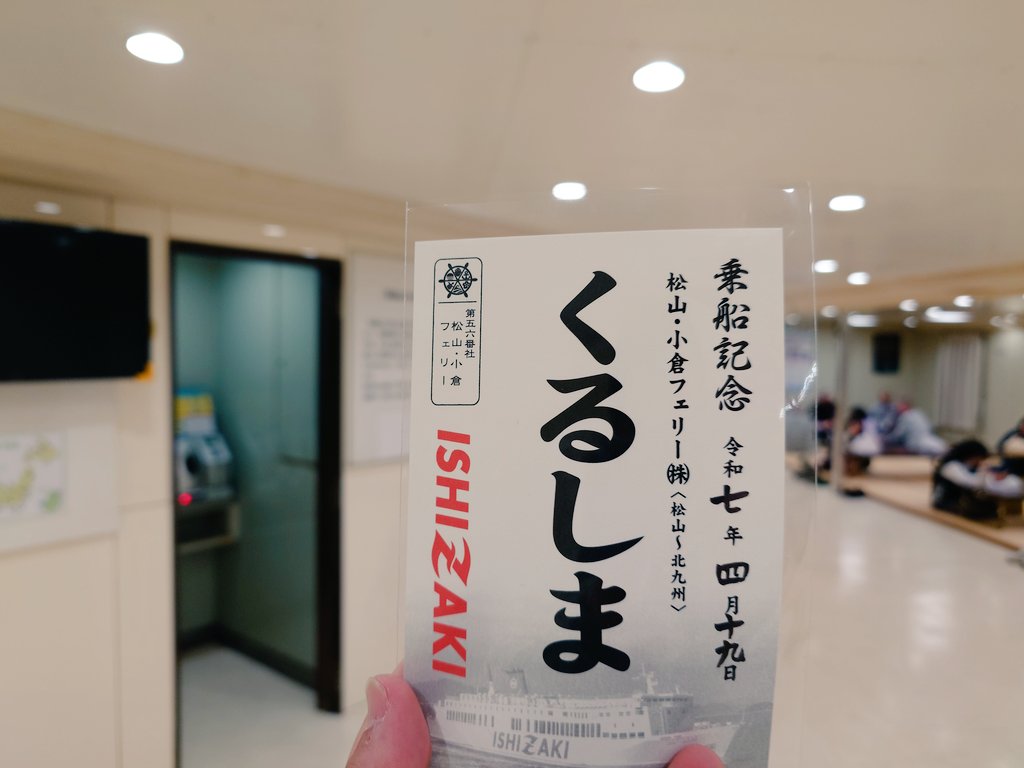 乗船記念 令和七年四月十九日
松山・小倉フェリー㈱〈松山～北九州〉
くるしま
第五六番社
松山・小倉
フェリー
ISHIZAKI
ISHIZAKI